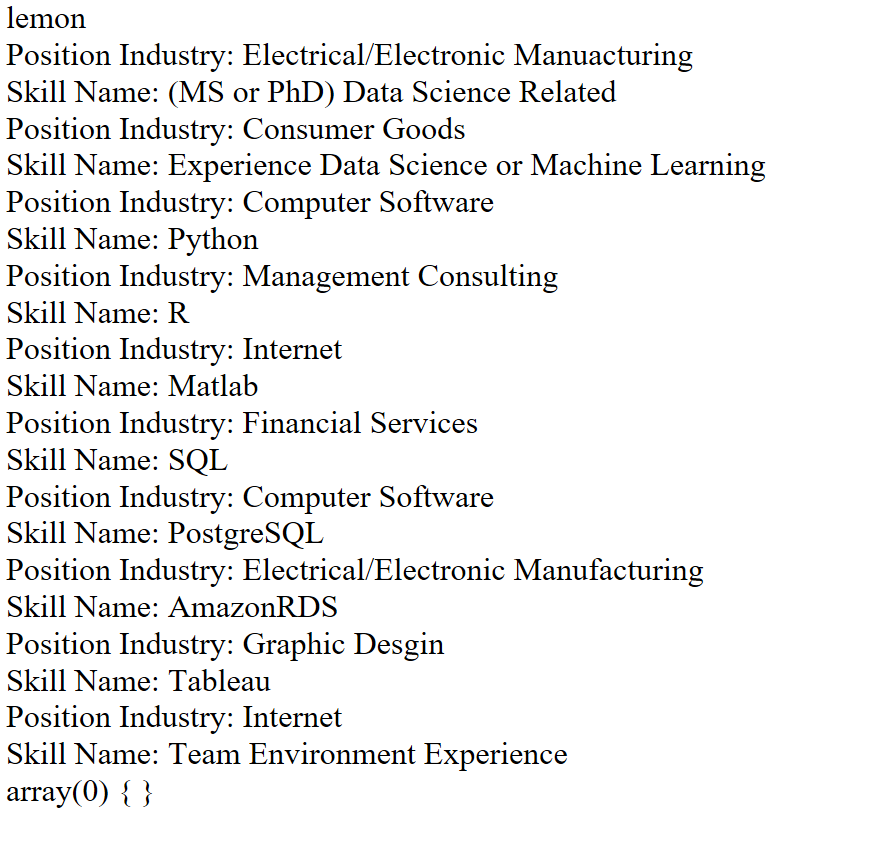 lemon
Position Industry: Electrical/Electronic Manuacturing
Skill Name: (MS or PhD) Data Science Related
Position Industry: Consumer Goods
Skill Name: Experience Data Science or Machine Learning
Position Industry: Computer Software
Skill Name: Python
Position Industry: Management Consulting
Skill Name: R
Position Industry: Internet
Skill Name: Matlab
Position Industry: Financial Services
Skill Name: SQL
Position Industry: Computer Software
Skill Name: PostgreSQL
Position Industry: Electrical/Electronic Manufacturing
Skill Name: AmazonRDS
Position Industry: Graphic Desgin
Skill Name: Tableau
Position Industry: Internet
Skill Name: Team Environment Experience
array(0) { }